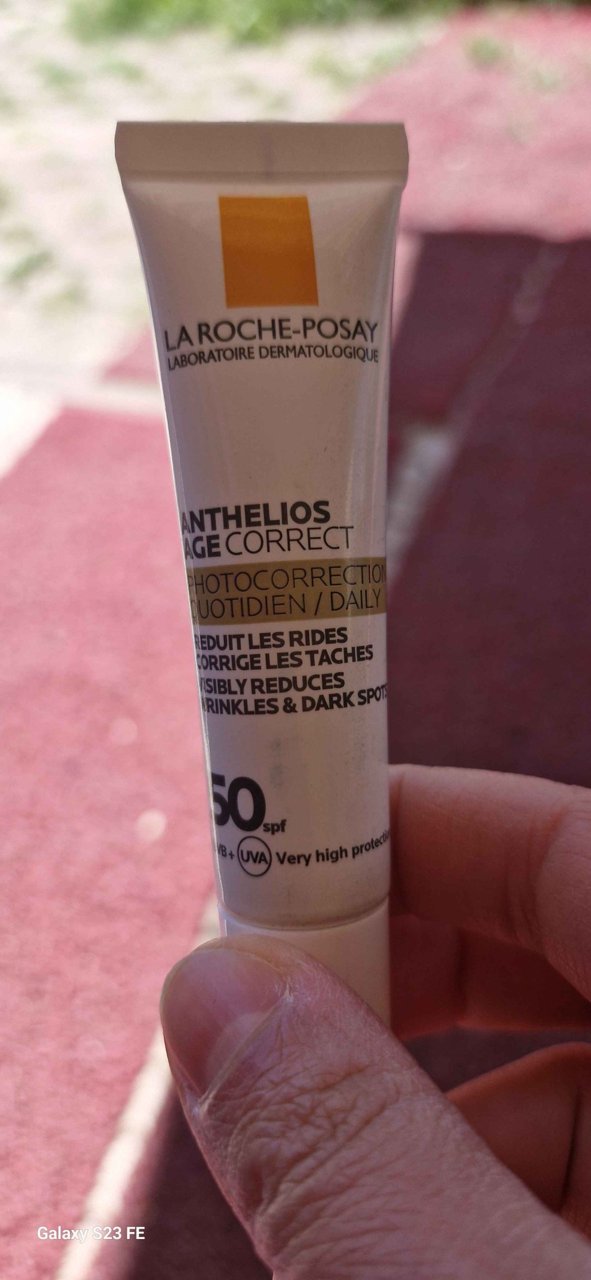 LA ROCHE-POSAY
LABORATOIRE DERMATOLOGIQUE
ANTHELIOS
AGE CORRECT
PHOTOCORRECTION
QUOTIDIEN / DAILY
REDUIT LES RIDES
CORRIGE LES TACHES
VISIBLY REDUCES
WRINKLES & DARK SPOTS
50 spf
UVB + UVA Very high protection
Galaxy S23 FE